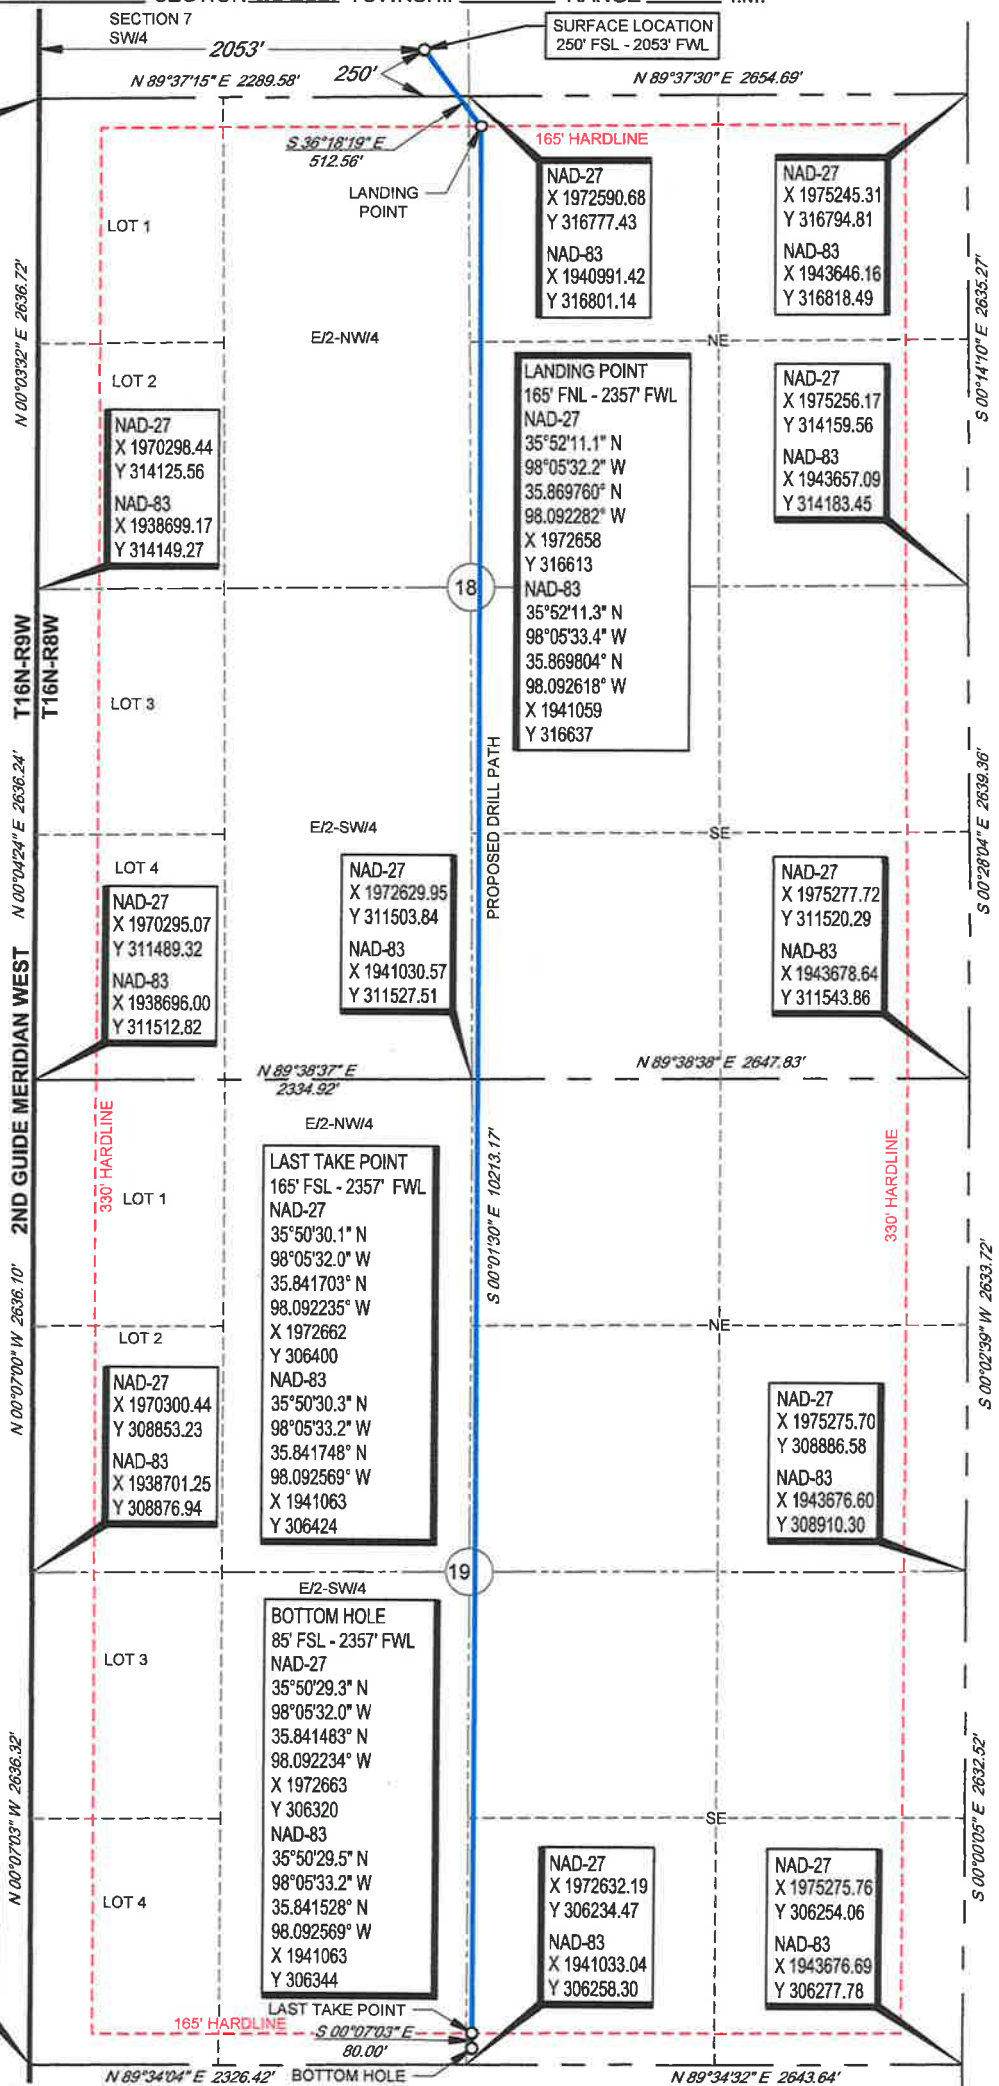 SECTION TOWNSHIP RANGE I.M.
SECTION 7
SW/4
2053'
SURFACE LOCATION
250' FSL - 2053' FWL
250'
N 89°37'15" E 2289.58'
N 89°37'30" E 2654.69'
S 36°18'19" E
512.56'
165' HARDLINE
LANDING
POINT
NAD-27
X 1972590.68
Y 316777.43
NAD-83
X 1940991.42
Y 316801.14
NAD-27
X 1975245.31
Y 316794.81
NAD-83
X 1943646.16
Y 316818.49
LOT 1
N 00°03'32" E 2636.72'
S 00°14'10" E 2635.27'
E/2-NW/4
NE
LOT 2
NAD-27
X 1970298.44
Y 314125.56
NAD-83
X 1938699.17
Y 314149.27
LANDING POINT
165' FNL - 2357' FWL
NAD-27
35°52'11.1" N
98°05'32.2" W
35.869760° N
98.092282° W
X 1972658
Y 316613
NAD-83
35°52'11.3" N
98°05'33.4" W
35.869804° N
98.092618° W
X 1941059
Y 316637
NAD-27
X 1975256.17
Y 314159.56
NAD-83
X 1943657.09
Y 314183.45
18
T16N-R9W
T16N-R8W
LOT 3
PROPOSED DRILL PATH
N 00°04'24" E 2636.24'
S 00°28'04" E 2639.36'
E/2-SW/4
SE
LOT 4
NAD-27
X 1970295.07
Y 311489.32
NAD-83
X 1938696.00
Y 311512.82
NAD-27
X 1972629.95
Y 311503.84
NAD-83
X 1941030.57
Y 311527.51
NAD-27
X 1975277.72
Y 311520.29
NAD-83
X 1943678.64
Y 311543.86
2ND GUIDE MERIDIAN WEST
N 89°38'37" E
2334.92'
N 89°38'38" E 2647.83'
E/2-NW/4
330' HARDLINE
LOT 1
LAST TAKE POINT
165' FSL - 2357' FWL
NAD-27
35°50'30.1" N
98°05'32.0" W
35.841703° N
98.092235° W
X 1972662
Y 306400
NAD-83
35°50'30.3" N
98°05'33.2" W
35.841748° N
98.092569° W
X 1941063
Y 306424
S 00°01'30" E 10213.17'
330' HARDLINE
N 00°07'00" W 2636.10'
S 00°02'39" W 2633.72'
NE
LOT 2
NAD-27
X 1970300.44
Y 308853.23
NAD-83
X 1938701.25
Y 308876.94
NAD-27
X 1975275.70
Y 308886.58
NAD-83
X 1943676.60
Y 308910.30
19
E/2-SW/4
LOT 3
BOTTOM HOLE
85' FSL - 2357' FWL
NAD-27
35°50'29.3" N
98°05'32.0" W
35.841483° N
98.092234° W
X 1972663
Y 306320
NAD-83
35°50'29.5" N
98°05'33.2" W
35.841528° N
98.092569° W
X 1941063
Y 306344
N 00°07'03" W 2636.32'
S 00°00'05" E 2632.52'
SE
LOT 4
NAD-27
X 1972632.19
Y 306234.47
NAD-83
X 1941033.04
Y 306258.30
NAD-27
X 1975275.76
Y 306254.06
NAD-83
X 1943676.69
Y 306277.78
LAST TAKE POINT
165' HARDLINE
S 00°07'03" E
80.00'
N 89°34'04" E 2326.42'
BOTTOM HOLE
N 89°34'32" E 2643.64'